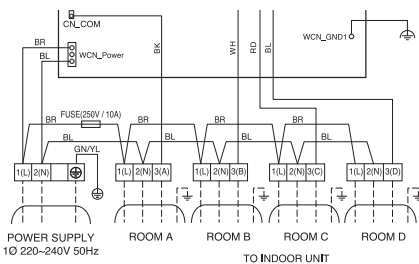 CN_COM
BR
WCN_Power
BL
BK
WH
RD
BL
WCN_GND1
BR
FUSE(250V / 10A)
BR
BR
BR
BL
BL
BL
BL
GN/YL
1(L) 2(N)
1(L) 2(N) 3(A)
1(L) 2(N) 3(B)
1(L) 2(N) 3(C)
1(L) 2(N) 3(D)
POWER SUPPLY
1Ø 220~240V 50Hz
ROOM A
ROOM B
ROOM C
ROOM D
TO INDOOR UNIT